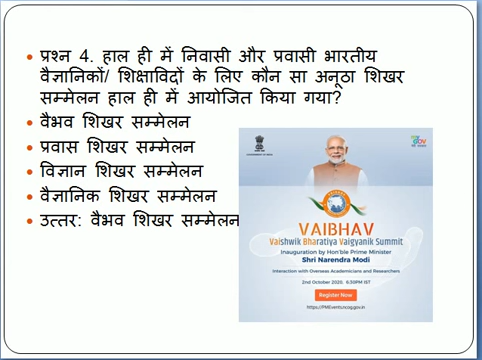 प्रश्न 4. हाल ही में निवासी और प्रवासी भारतीय
वैज्ञानिकों/ शिक्षाविदों के लिए कौन सा अनूठा शिखर
सम्मेलन हाल ही में आयोजित किया गया?
वैभव शिखर सम्मेलन
प्रवास शिखर सम्मेलन
विज्ञान शिखर सम्मेलन
वैज्ञानिक शिखर सम्मेलन
उत्तर: वैभव शिखर सम्मेलन
VAIBHAV
Vaishwik Bharatiya Vaigyanik Summit
Inauguration by Hon'ble Prime Minister
Shri Narendra Modi
Interaction with Overseas Academicians and Researchers
2nd October 2020, 6:30PM IST
Register Now